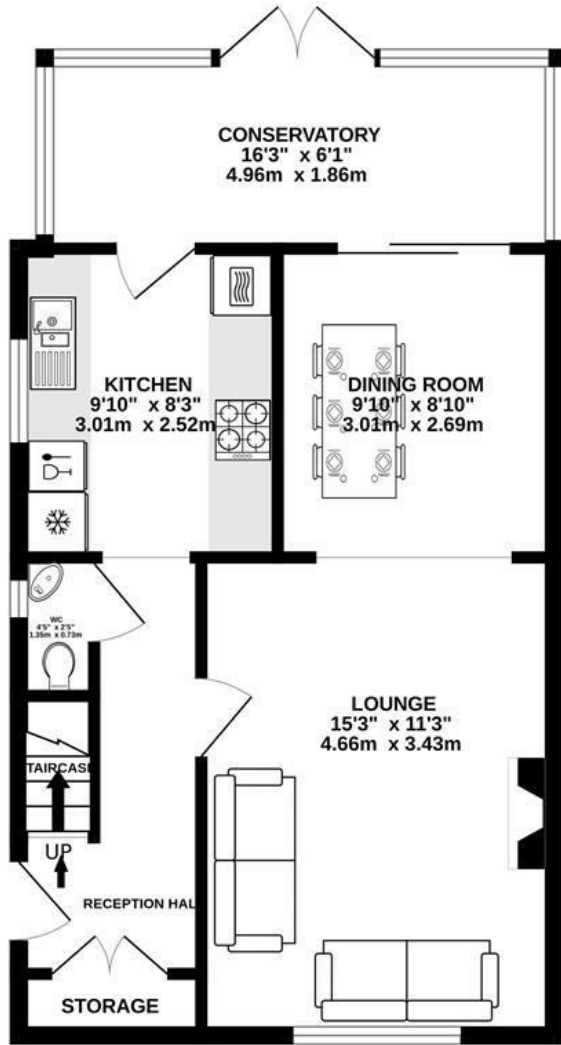 CONSERVATORY
16'3" x 6'1"
4.96m x 1.86m
KITCHEN
9'10" x 8'3"
3.01m x 2.52m
DINING ROOM
9'10" x 8'10"
3.01m x 2.69m
WC
4'5" x 2'5"
1.35m x 0.73m
LOUNGE
15'3" x 11'3"
4.66m x 3.43m
TAIRCAS
UP
RECEPTION HAL
STORAGE